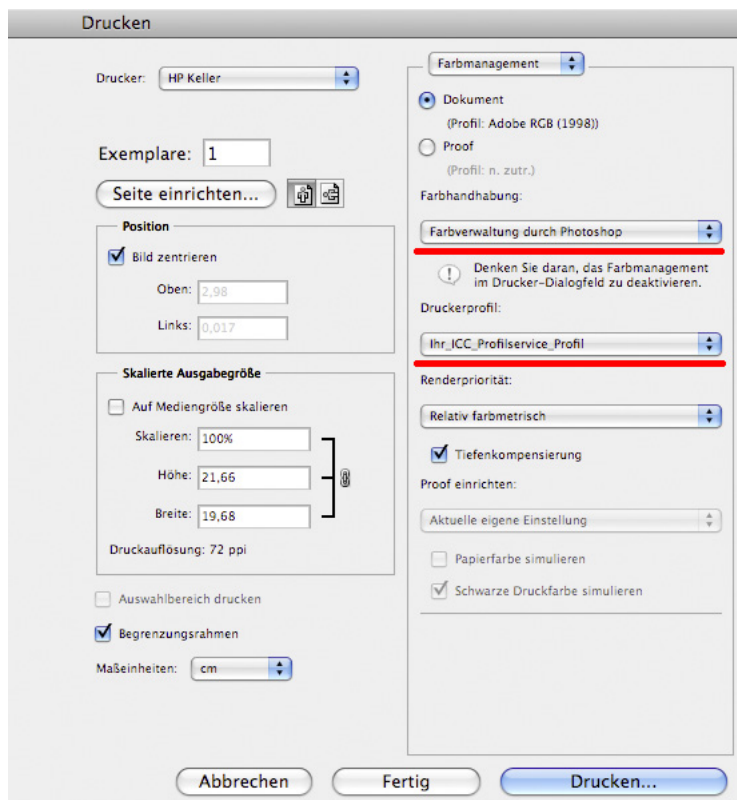 Drucken
Drucker: HP Keller
Exemplare: 1
Seite einrichten...
Position
Bild zentrieren
Oben: 2,98
Links: 0,017
Skalierte Ausgabegröße
Auf Mediengröße skalieren
Skalieren: 100%
Höhe: 21,66
Breite: 19,68
Druckauflösung: 72 ppi
Auswahlbereich drucken
Begrenzungsrahmen
Maßeinheiten: cm
Farbmanagement
Dokument
(Profil: Adobe RGB (1998))
Proof
(Profil: n. zutr.)
Farbhandhabung:
Farbverwaltung durch Photoshop
Denken Sie daran, das Farbmanagement
im Drucker-Dialogfeld zu deaktivieren.
Druckerprofil:
Ihr_ICC_Profilservice_Profil
Renderpriorität:
Relativ farbmetrisch
Tiefenkompensierung
Proof einrichten:
Aktuelle eigene Einstellung
Papierfarbe simulieren
Schwarze Druckfarbe simulieren
Abbrechen
Fertig
Drucken...